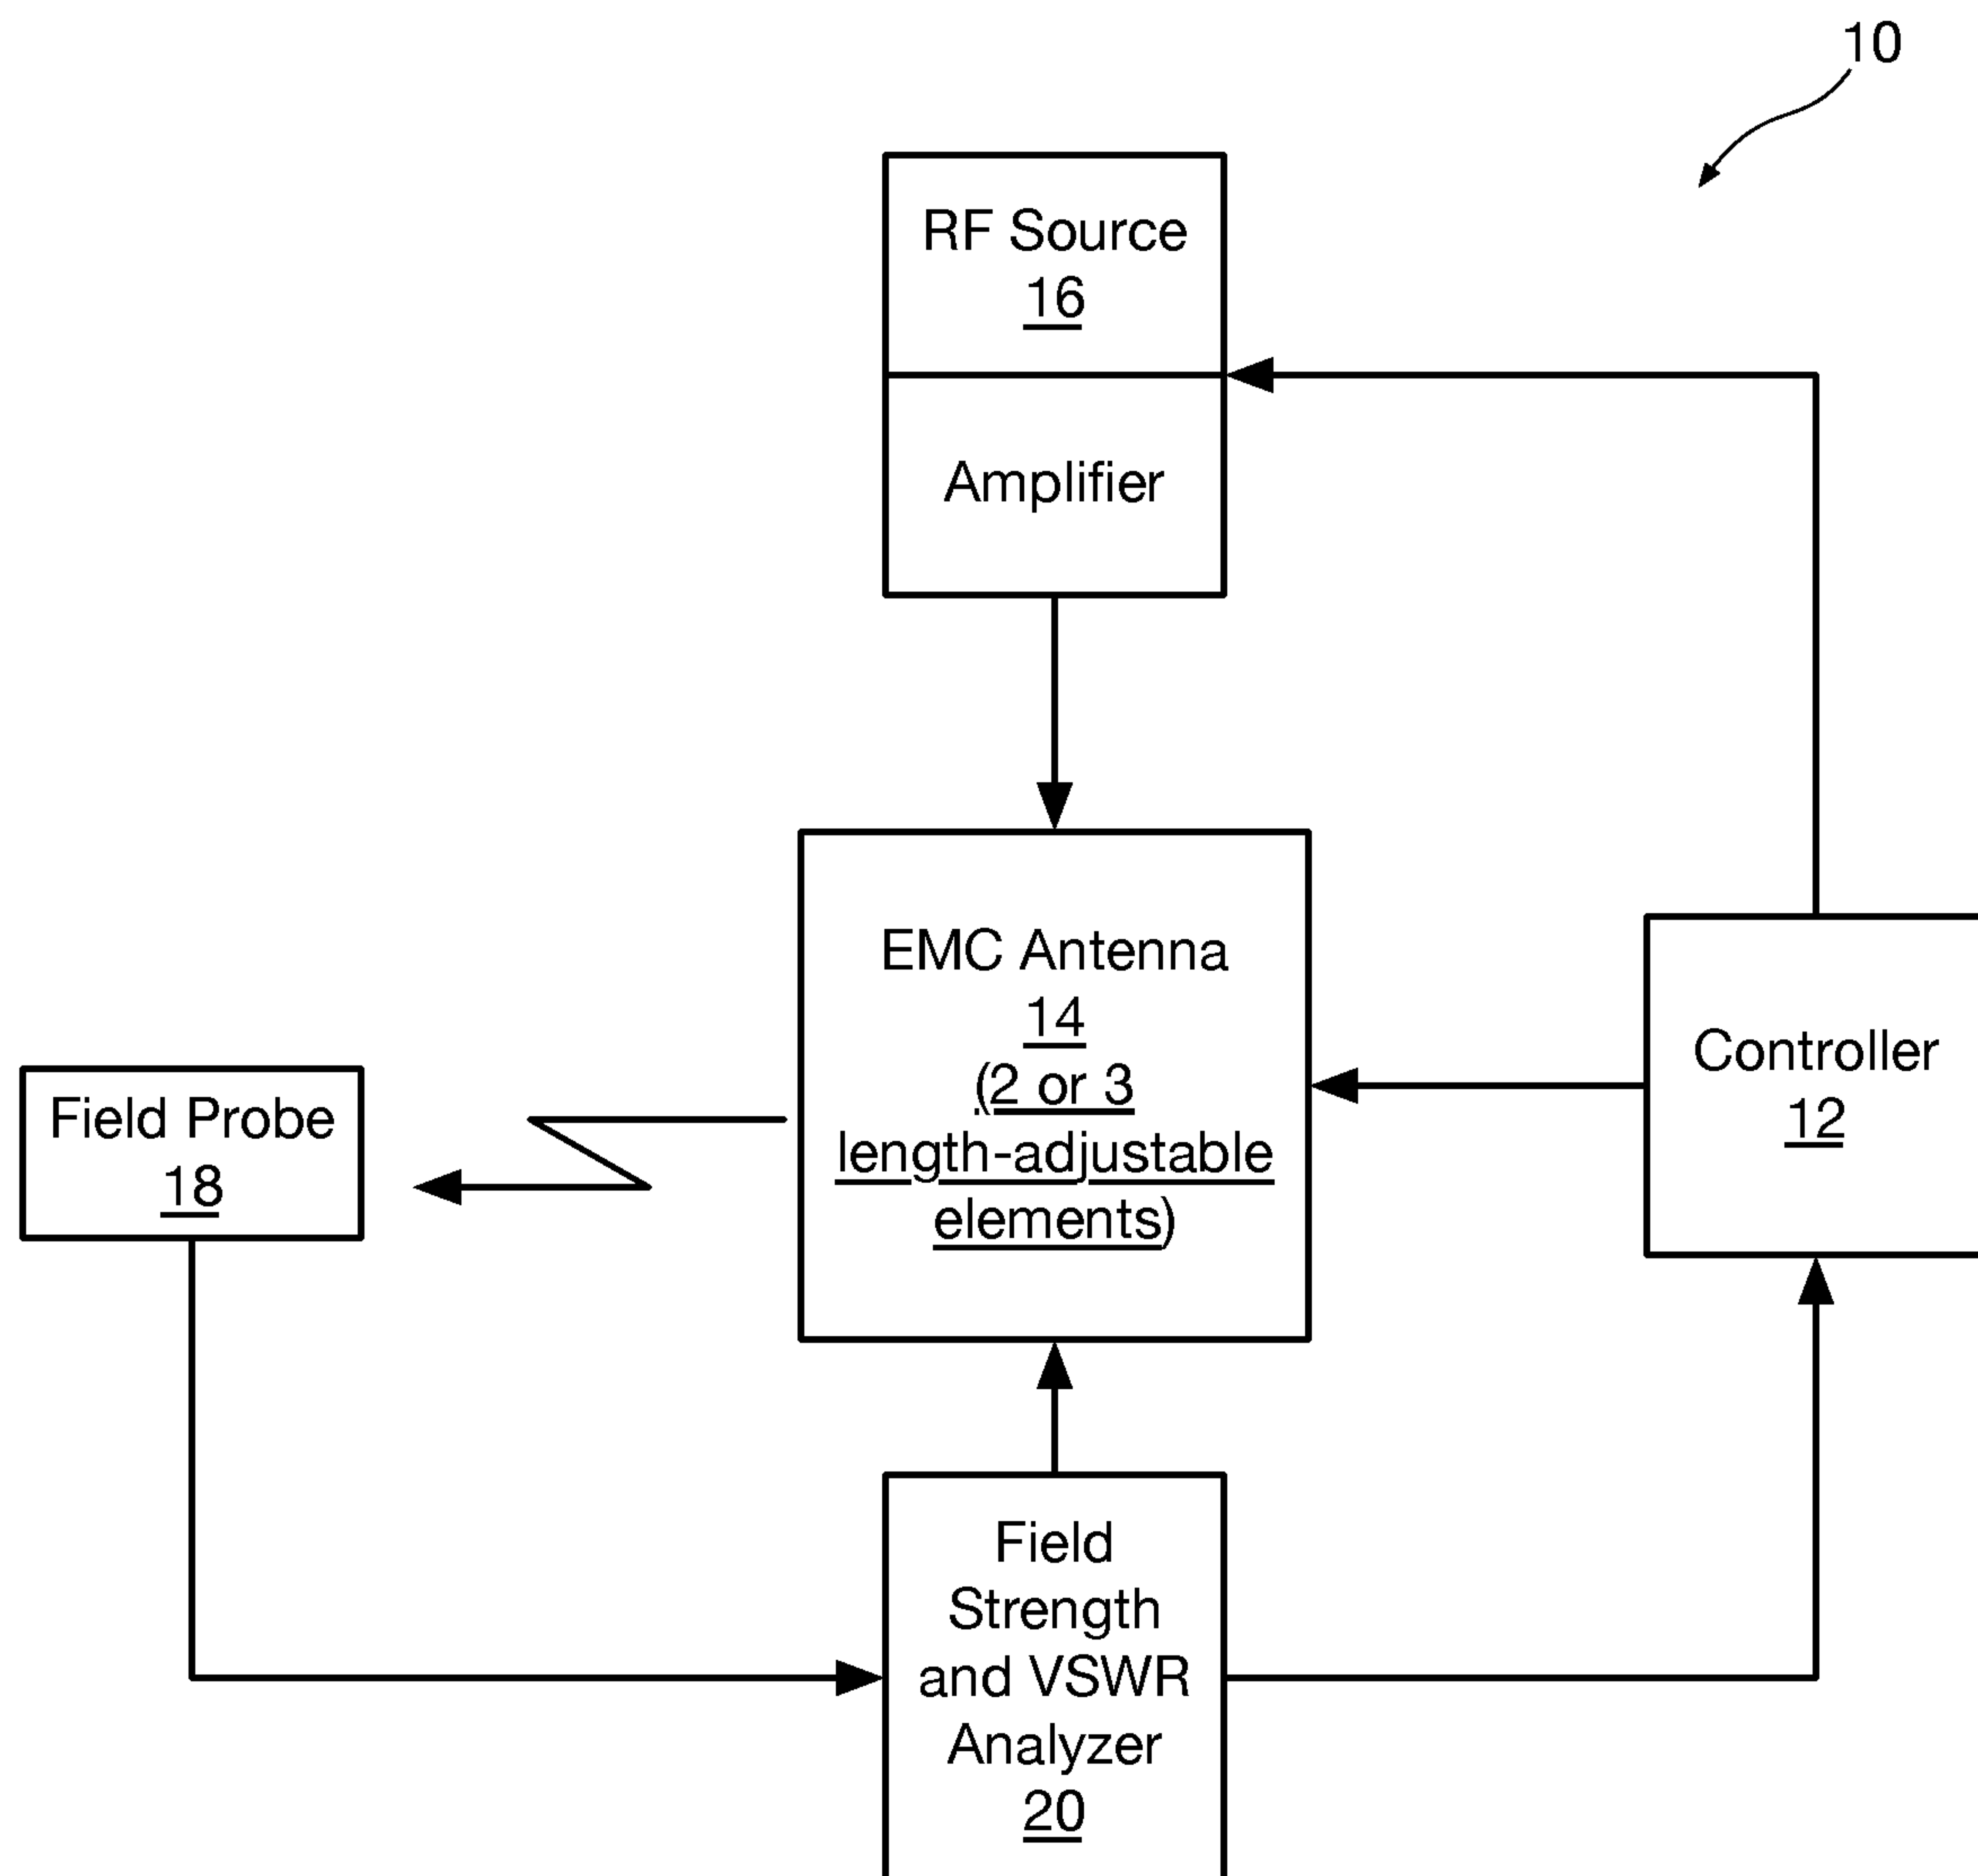 10
RF Source
16
Amplifier
EMC Antenna
14
(2 or 3
length-adjustable
elements)
Controller
12
Field Probe
18
Field
Strength
and VSWR
Analyzer
20